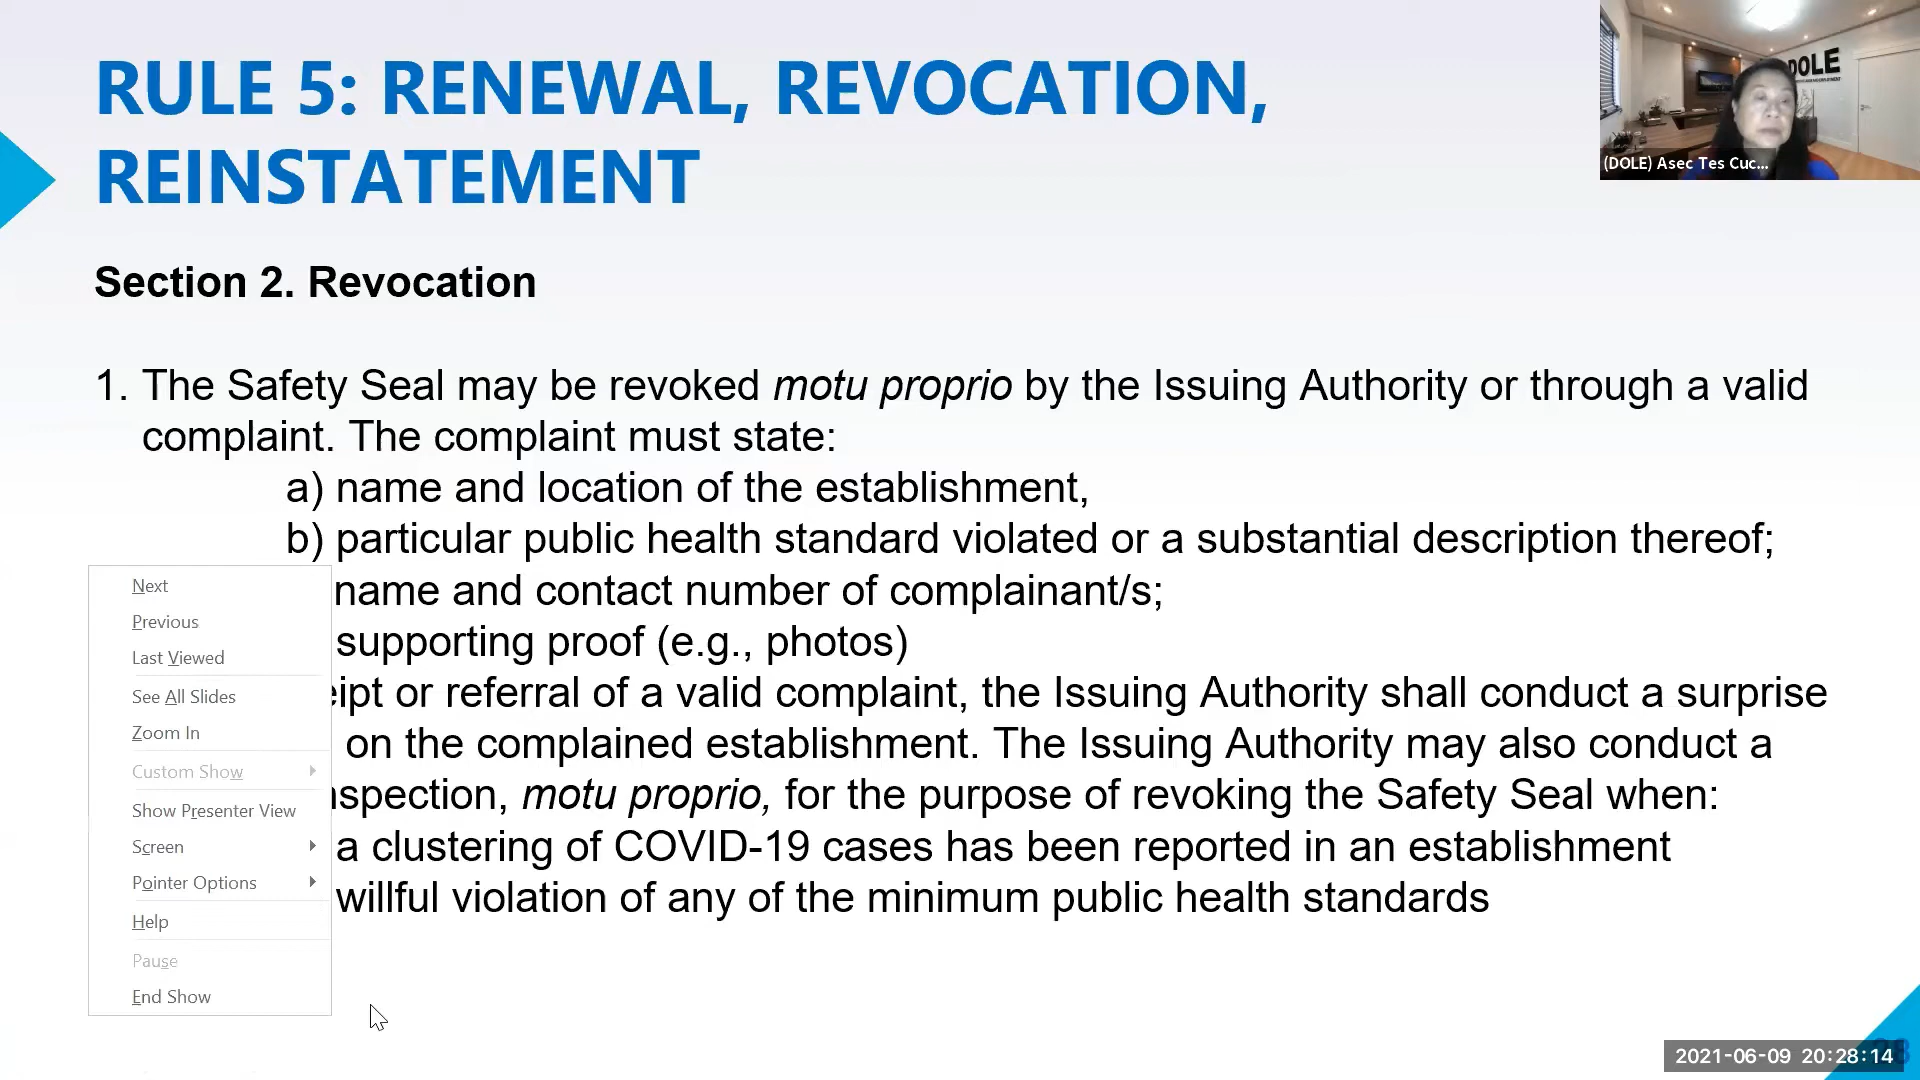 RULE 5: RENEWAL, REVOCATION,
REINSTATEMENT
DOLE
(DOLE) Asec Tes Cuc...
Section 2. Revocation
1. The Safety Seal may be revoked motu proprio by the Issuing Authority or through a valid
complaint. The complaint must state:
a) name and location of the establishment,
b) particular public health standard violated or a substantial description thereof;
name and contact number of complainant/s;
supporting proof (e.g., photos)
eipt or referral of a valid complaint, the Issuing Authority shall conduct a surprise
on the complained establishment. The Issuing Authority may also conduct a
nspection, motu proprio, for the purpose of revoking the Safety Seal when:
a clustering of COVID-19 cases has been reported in an establishment
willful violation of any of the minimum public health standards
Next
Previous
Last Viewed
See All Slides
Zoom In
Custom Show
Show Presenter View
Screen
Pointer Options
Help
Pause
End Show
2021-06-09 20:28:14